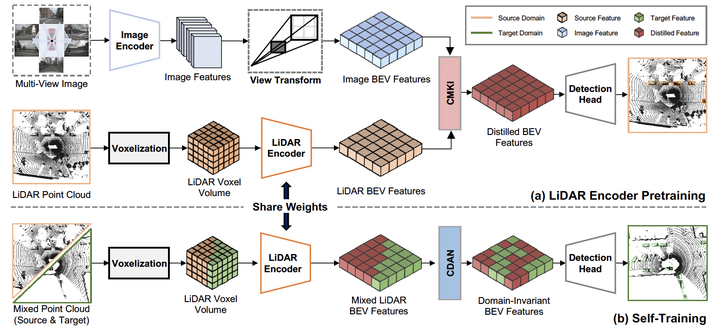 Image
Encoder
Multi-View Image
Image Features
View Transform
Image BEV Features
Source Domain
Target Domain
Source Feature
Image Feature
Target Feature
Distilled Feature
CMKI
Distilled BEV
Features
Detection
Head
LiDAR Point Cloud
Voxelization
LiDAR Voxel
Volume
LiDAR
Encoder
LiDAR BEV Features
(a) LiDAR Encoder Pretraining
Share Weights
Mixed Point Cloud
(Source & Target)
Voxelization
LiDAR Voxel
Volume
LiDAR
Encoder
Mixed LiDAR
BEV Features
CDAN
Domain-Invariant
BEV Features
Detection
Head
(b) Self-Training